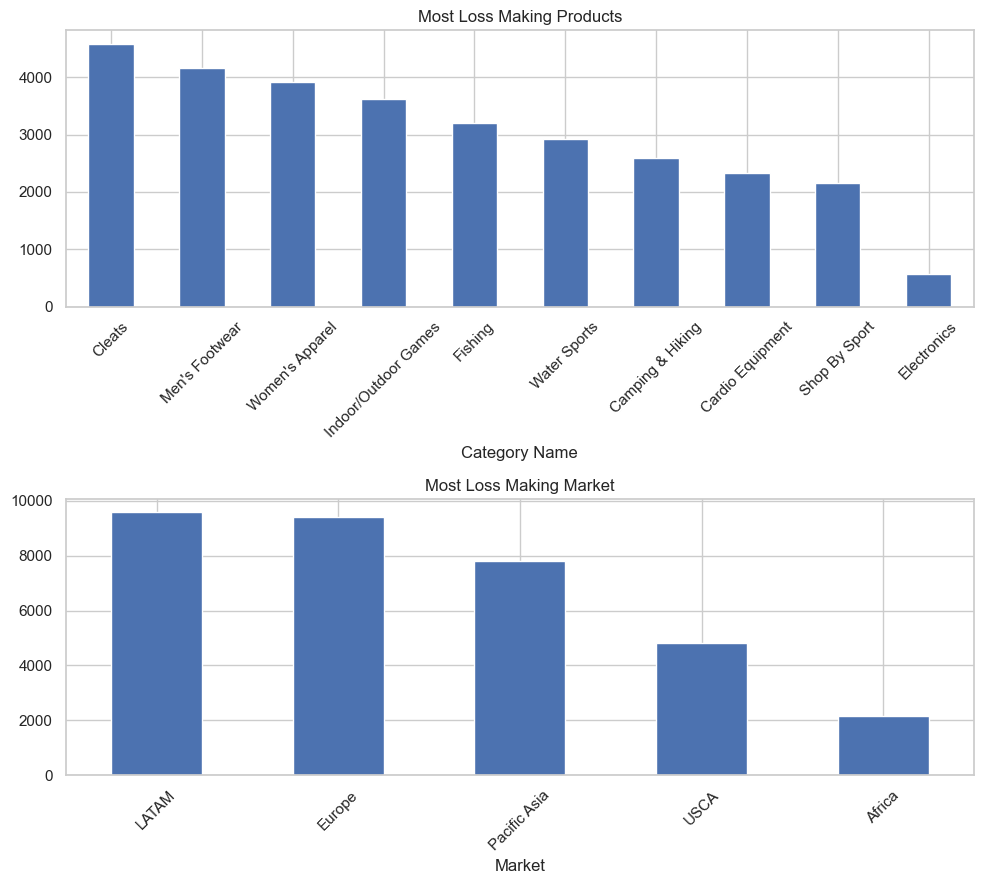 Most Loss Making Products
4000
3000
2000
1000
0
Cleats
Men's Footwear
Women's Apparel
Indoor/Outdoor Games
Fishing
Water Sports
Camping & Hiking
Cardio Equipment
Shop By Sport
Electronics
Category Name
Most Loss Making Market
10000
8000
6000
4000
2000
0
LATAM
Europe
Pacific Asia
USCA
Africa
Market